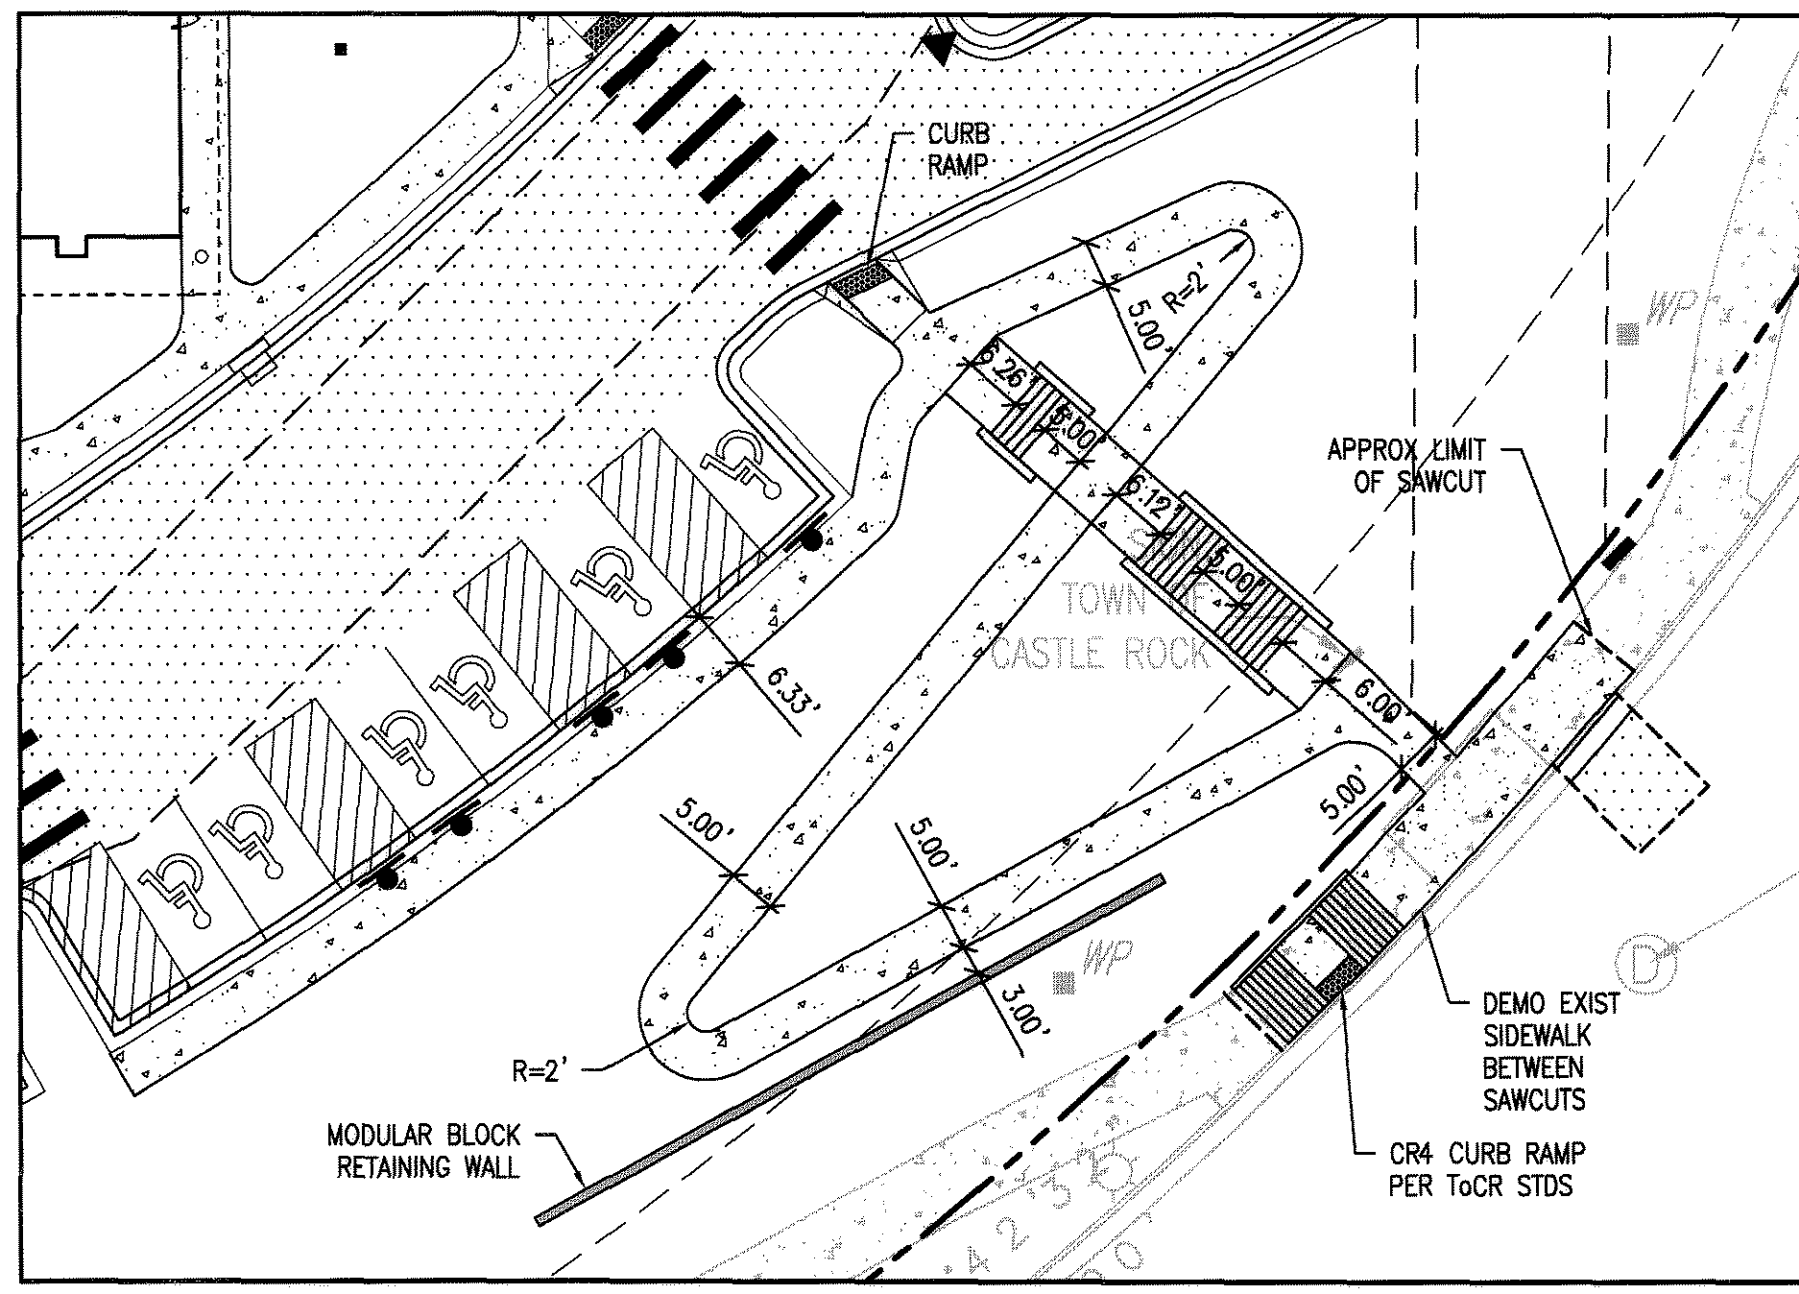 CURB
RAMP
R=2'
5.00'
WP
6.26'
5.00'
6.12'
APPROX LIMIT
OF SAWCUT
5.00'
TOWN OF
CASTLE ROCK
6.33'
6.00'
5.00'
5.00'
5.00'
WP
3.00'
D
R=2'
DEMO EXIST
SIDEWALK
BETWEEN
SAWCUTS
MODULAR BLOCK
RETAINING WALL
CR4 CURB RAMP
PER ToCR STDS